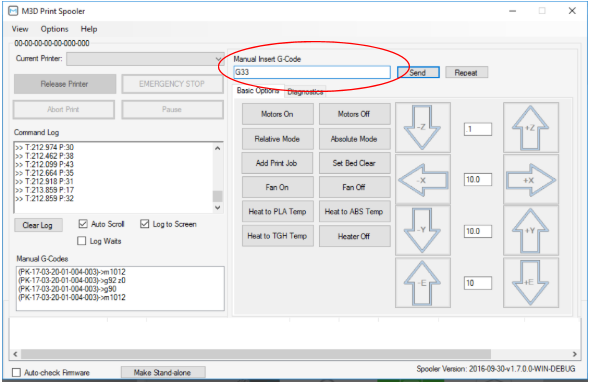 M3D Print Spooler
View Options Help
00-00-00-00-00-000-000
Current Printer:
Release Printer EMERGENCY STOP
Abort Print Pause
Command Log
>> T:212.974 P:30
>> T:212.462 P:38
>> T:212.099 P:43
>> T:212.664 P:35
>> T:212.918 P:31
>> T:213.859 P:17
>> T:212.859 P:32
Clear Log Auto Scroll Log to Screen
Log Waits
Manual G-Codes
(PK-17-03-20-01-004-003)->m1012
(PK-17-03-20-01-004-003)->g92 z0
(PK-17-03-20-01-004-003)->g90
(PK-17-03-20-01-004-003)->m1012
Manual Insert G-Code
G33 Send Repeat
Basic Options Diagnostics
Motors On Motors Off
Relative Mode Absolute Mode
Add Print Job Set Bed Clear
Fan On Fan Off
Heat to PLA Temp Heat to ABS Temp
Heat to TGH Temp Heater Off
-Z .1 +Z
-X 10.0 +X
-Y 10.0 +Y
-E 10 +E
Auto-check Firmware Make Stand-alone Spooler Version: 2016-09-30-v1.7.0.0-WIN-DEBUG